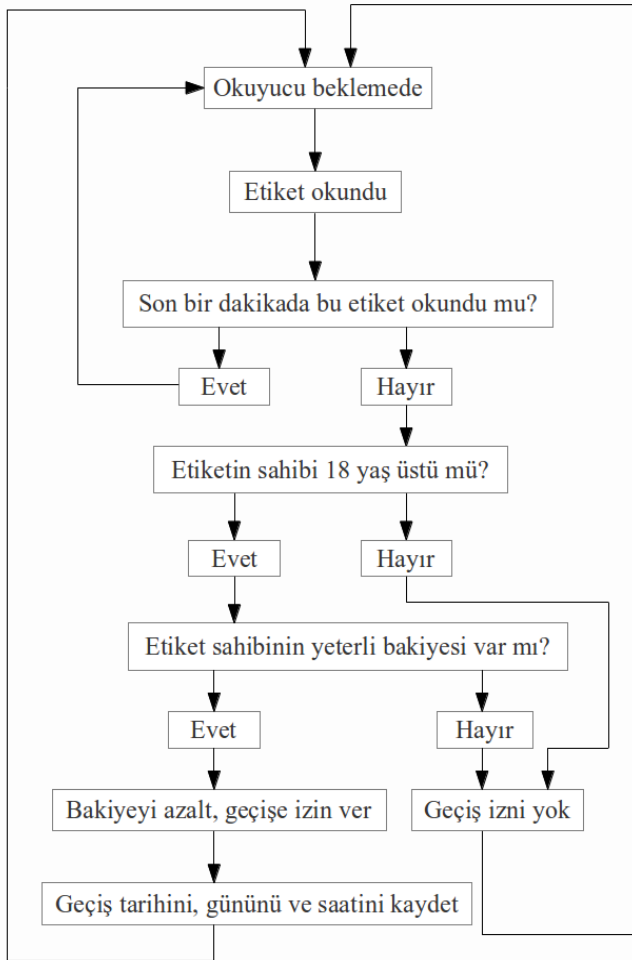 Okuyucu beklemede
Etiket okundu
Son bir dakikada bu etiket okundu mu?
Evet
Hayır
Etiketin sahibi 18 yaş üstü mü?
Evet
Hayır
Etiket sahibinin yeterli bakiyesi var mı?
Evet
Hayır
Bakiyeyi azalt, geçişe izin ver
Geçiş izni yok
Geçiş tarihini, gününü ve saatini kaydet